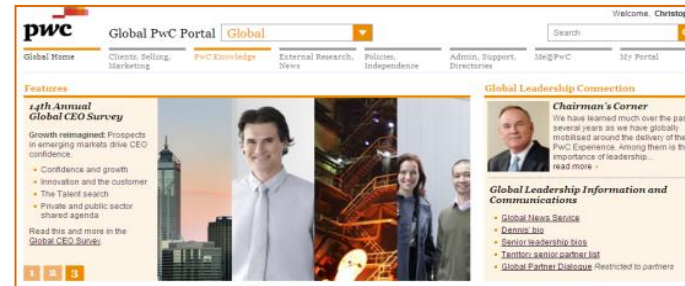 Welcome, Christop
pwc
Global PwC Portal
Global
Search
Global Home
Clients, Selling,
Marketing
PwC Knowledge
External Research,
News
Policies,
Independence
Admin, Support,
Directories
Me@PwC
My Portal
Features
14th Annual
Global CEO Survey
Growth reimagined: Prospects
in emerging markets drive CEO
confidence.
Confidence and growth
Innovation and the customer
The Talent search
Private and public sector
shared agenda
Read this and more in the
Global CEO Survey.
1 2 3
Global Leadership Connection
Chairman's Corner
We have learned much over the pas
several years as we have globally
mobilised around the delivery of the
PwC Experience. Among them is th
importance of leadership...
read more
Global Leadership Information and
Communications
Global News Service
Dennis' bio
Senior leadership bios
Territory senior partner list
Global Partner Dialogue Restricted to partners